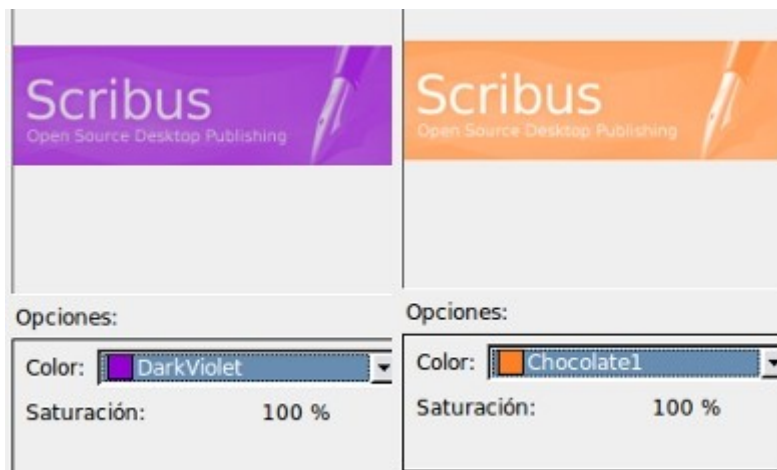 Scribus
Open Source Desktop Publishing
Opciones:
Color: DarkViolet
Saturación: 100 %
Scribus
Open Source Desktop Publishing
Opciones:
Color: Chocolate1
Saturación: 100 %